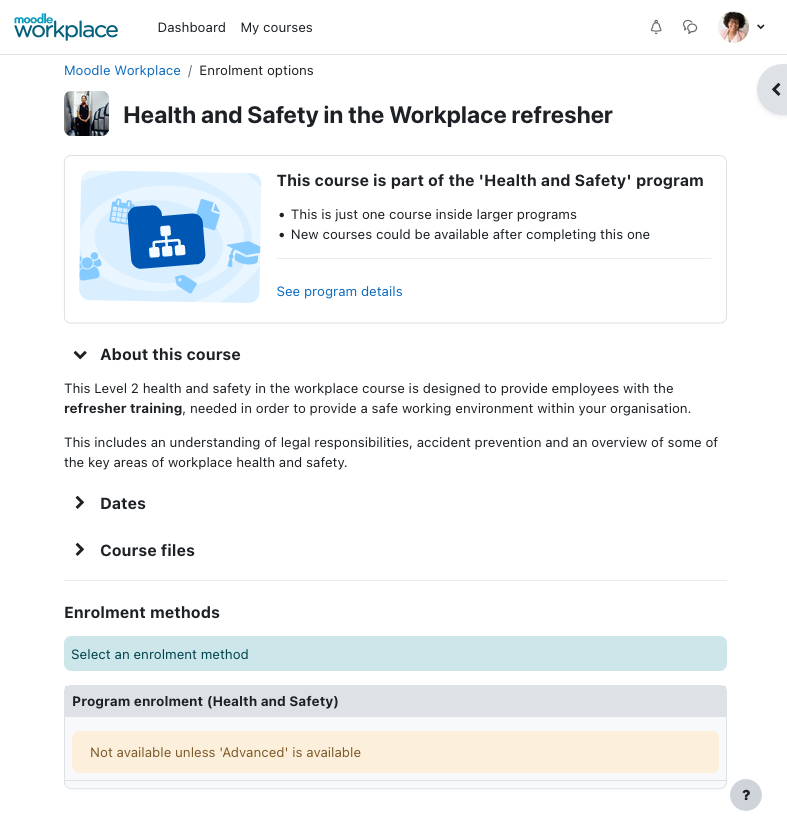 moodle
workplace
Dashboard My courses
Moodle Workplace / Enrolment options
Health and Safety in the Workplace refresher
This course is part of the 'Health and Safety' program
• This is just one course inside larger programs
• New courses could be available after completing this one
See program details
About this course
This Level 2 health and safety in the workplace course is designed to provide employees with the
refresher training, needed in order to provide a safe working environment within your organisation.
This includes an understanding of legal responsibilities, accident prevention and an overview of some of
the key areas of workplace health and safety.
Dates
Course files
Enrolment methods
Select an enrolment method
Program enrolment (Health and Safety)
Not available unless 'Advanced' is available
?